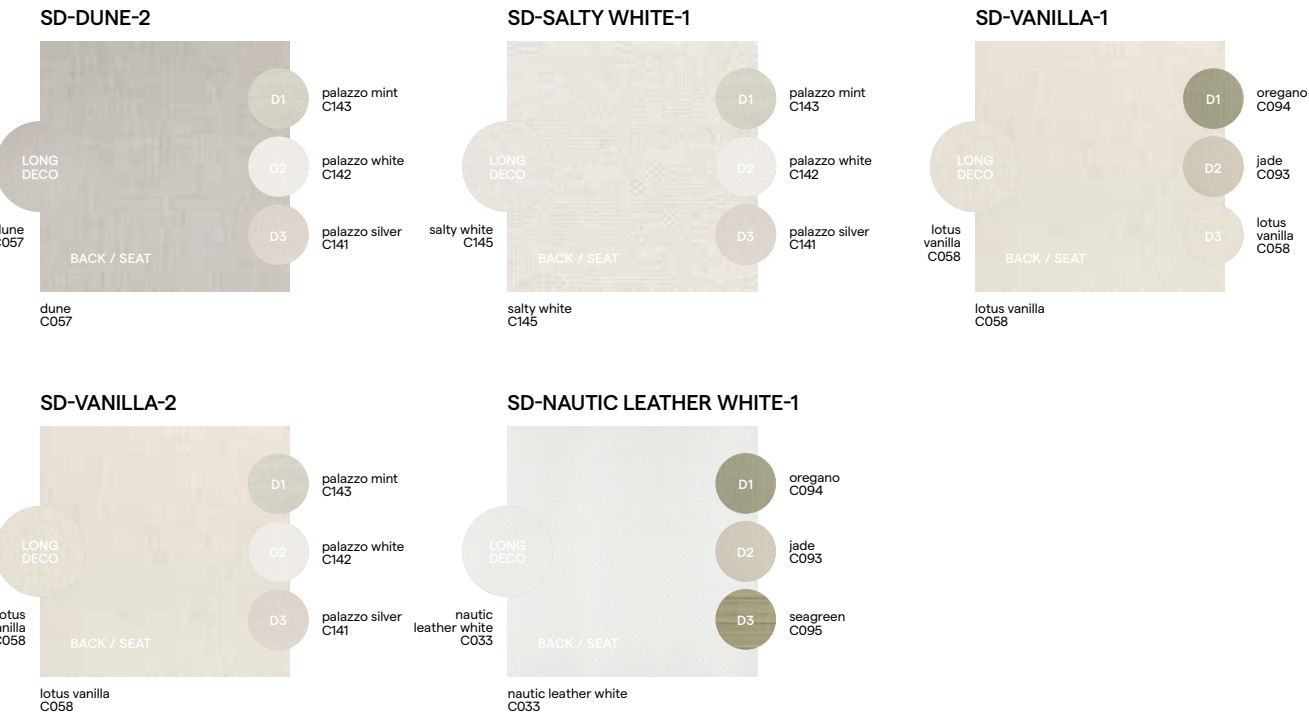 SD-DUNE-2
LONG
DECO
C057
BACK / SEAT
D1
palazzo mint
C143
D2
palazzo white
C142
D3
palazzo silver
C141
dune
C057
SD-SALTY WHITE-1
LONG
DECO
salty white
C145
BACK / SEAT
D1
palazzo mint
C143
D2
palazzo white
C142
D3
palazzo silver
C141
salty white
C145
SD-VANILLA-1
LONG
DECO
lotus
vanilla
C058
BACK / SEAT
D1
oregano
C094
D2
jade
C093
D3
lotus
vanilla
C058
lotus vanilla
C058
SD-VANILLA-2
LONG
DECO
BACK / SEAT
D1
palazzo mint
C143
D2
palazzo white
C142
D3
palazzo silver
C141
lotus vanilla
C058
SD-NAUTIC LEATHER WHITE-1
LONG
DECO
nautic
leather white
C033
BACK / SEAT
D1
oregano
C094
D2
jade
C093
D3
seagreen
C095
nautic leather white
C033